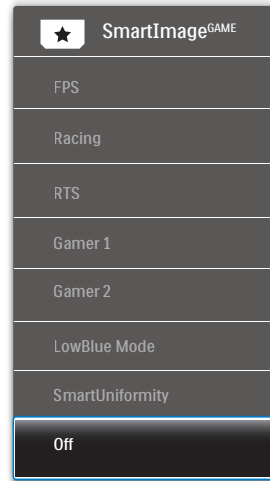 SmartImageGAME
FPS
Racing
RTS
Gamer 1
Gamer 2
LowBlue Mode
SmartUniformity
Off